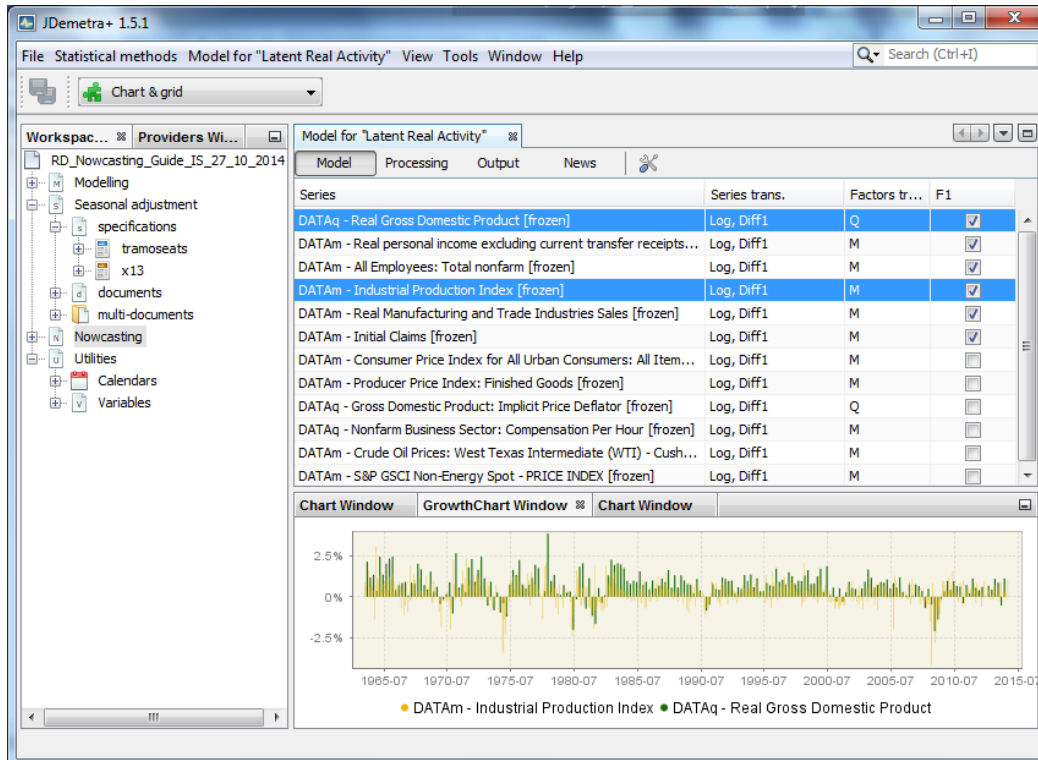 JDemetra+ 1.5.1
File Statistical methods Model for "Latent Real Activity" View Tools Window Help
Search (Ctrl+I)
Chart & grid
Workspac... Providers Wi...
RD_Nowcasting_Guide_IS_27_10_2014
M Modelling
s Seasonal adjustment
s specifications
tramoseats
x13
d documents
multi-documents
N Nowcasting
U Utilities
Calendars
V Variables
Model for "Latent Real Activity"
Model Processing Output News
Series Series trans. Factors tr... F1
DATAq - Real Gross Domestic Product [frozen] Log, Diff1 Q
DATAm - Real personal income excluding current transfer receipts... Log, Diff1 M
DATAm - All Employees: Total nonfarm [frozen] Log, Diff1 M
DATAm - Industrial Production Index [frozen] Log, Diff1 M
DATAm - Real Manufacturing and Trade Industries Sales [frozen] Log, Diff1 M
DATAm - Initial Claims [frozen] Log, Diff1 M
DATAm - Consumer Price Index for All Urban Consumers: All Item... Log, Diff1 M
DATAm - Producer Price Index: Finished Goods [frozen] Log, Diff1 M
DATAq - Gross Domestic Product: Implicit Price Deflator [frozen] Log, Diff1 Q
DATAq - Nonfarm Business Sector: Compensation Per Hour [frozen] Log, Diff1 M
DATAm - Crude Oil Prices: West Texas Intermediate (WTI) - Cush... Log, Diff1 M
DATAm - S&P GSCI Non-Energy Spot - PRICE INDEX [frozen] Log, Diff1 M
Chart Window GrowthChart Window Chart Window
2.5%
0%
-2.5%
1965-07 1970-07 1975-07 1980-07 1985-07 1990-07 1995-07 2000-07 2005-07 2010-07 2015-07
DATAm - Industrial Production Index DATAq - Real Gross Domestic Product